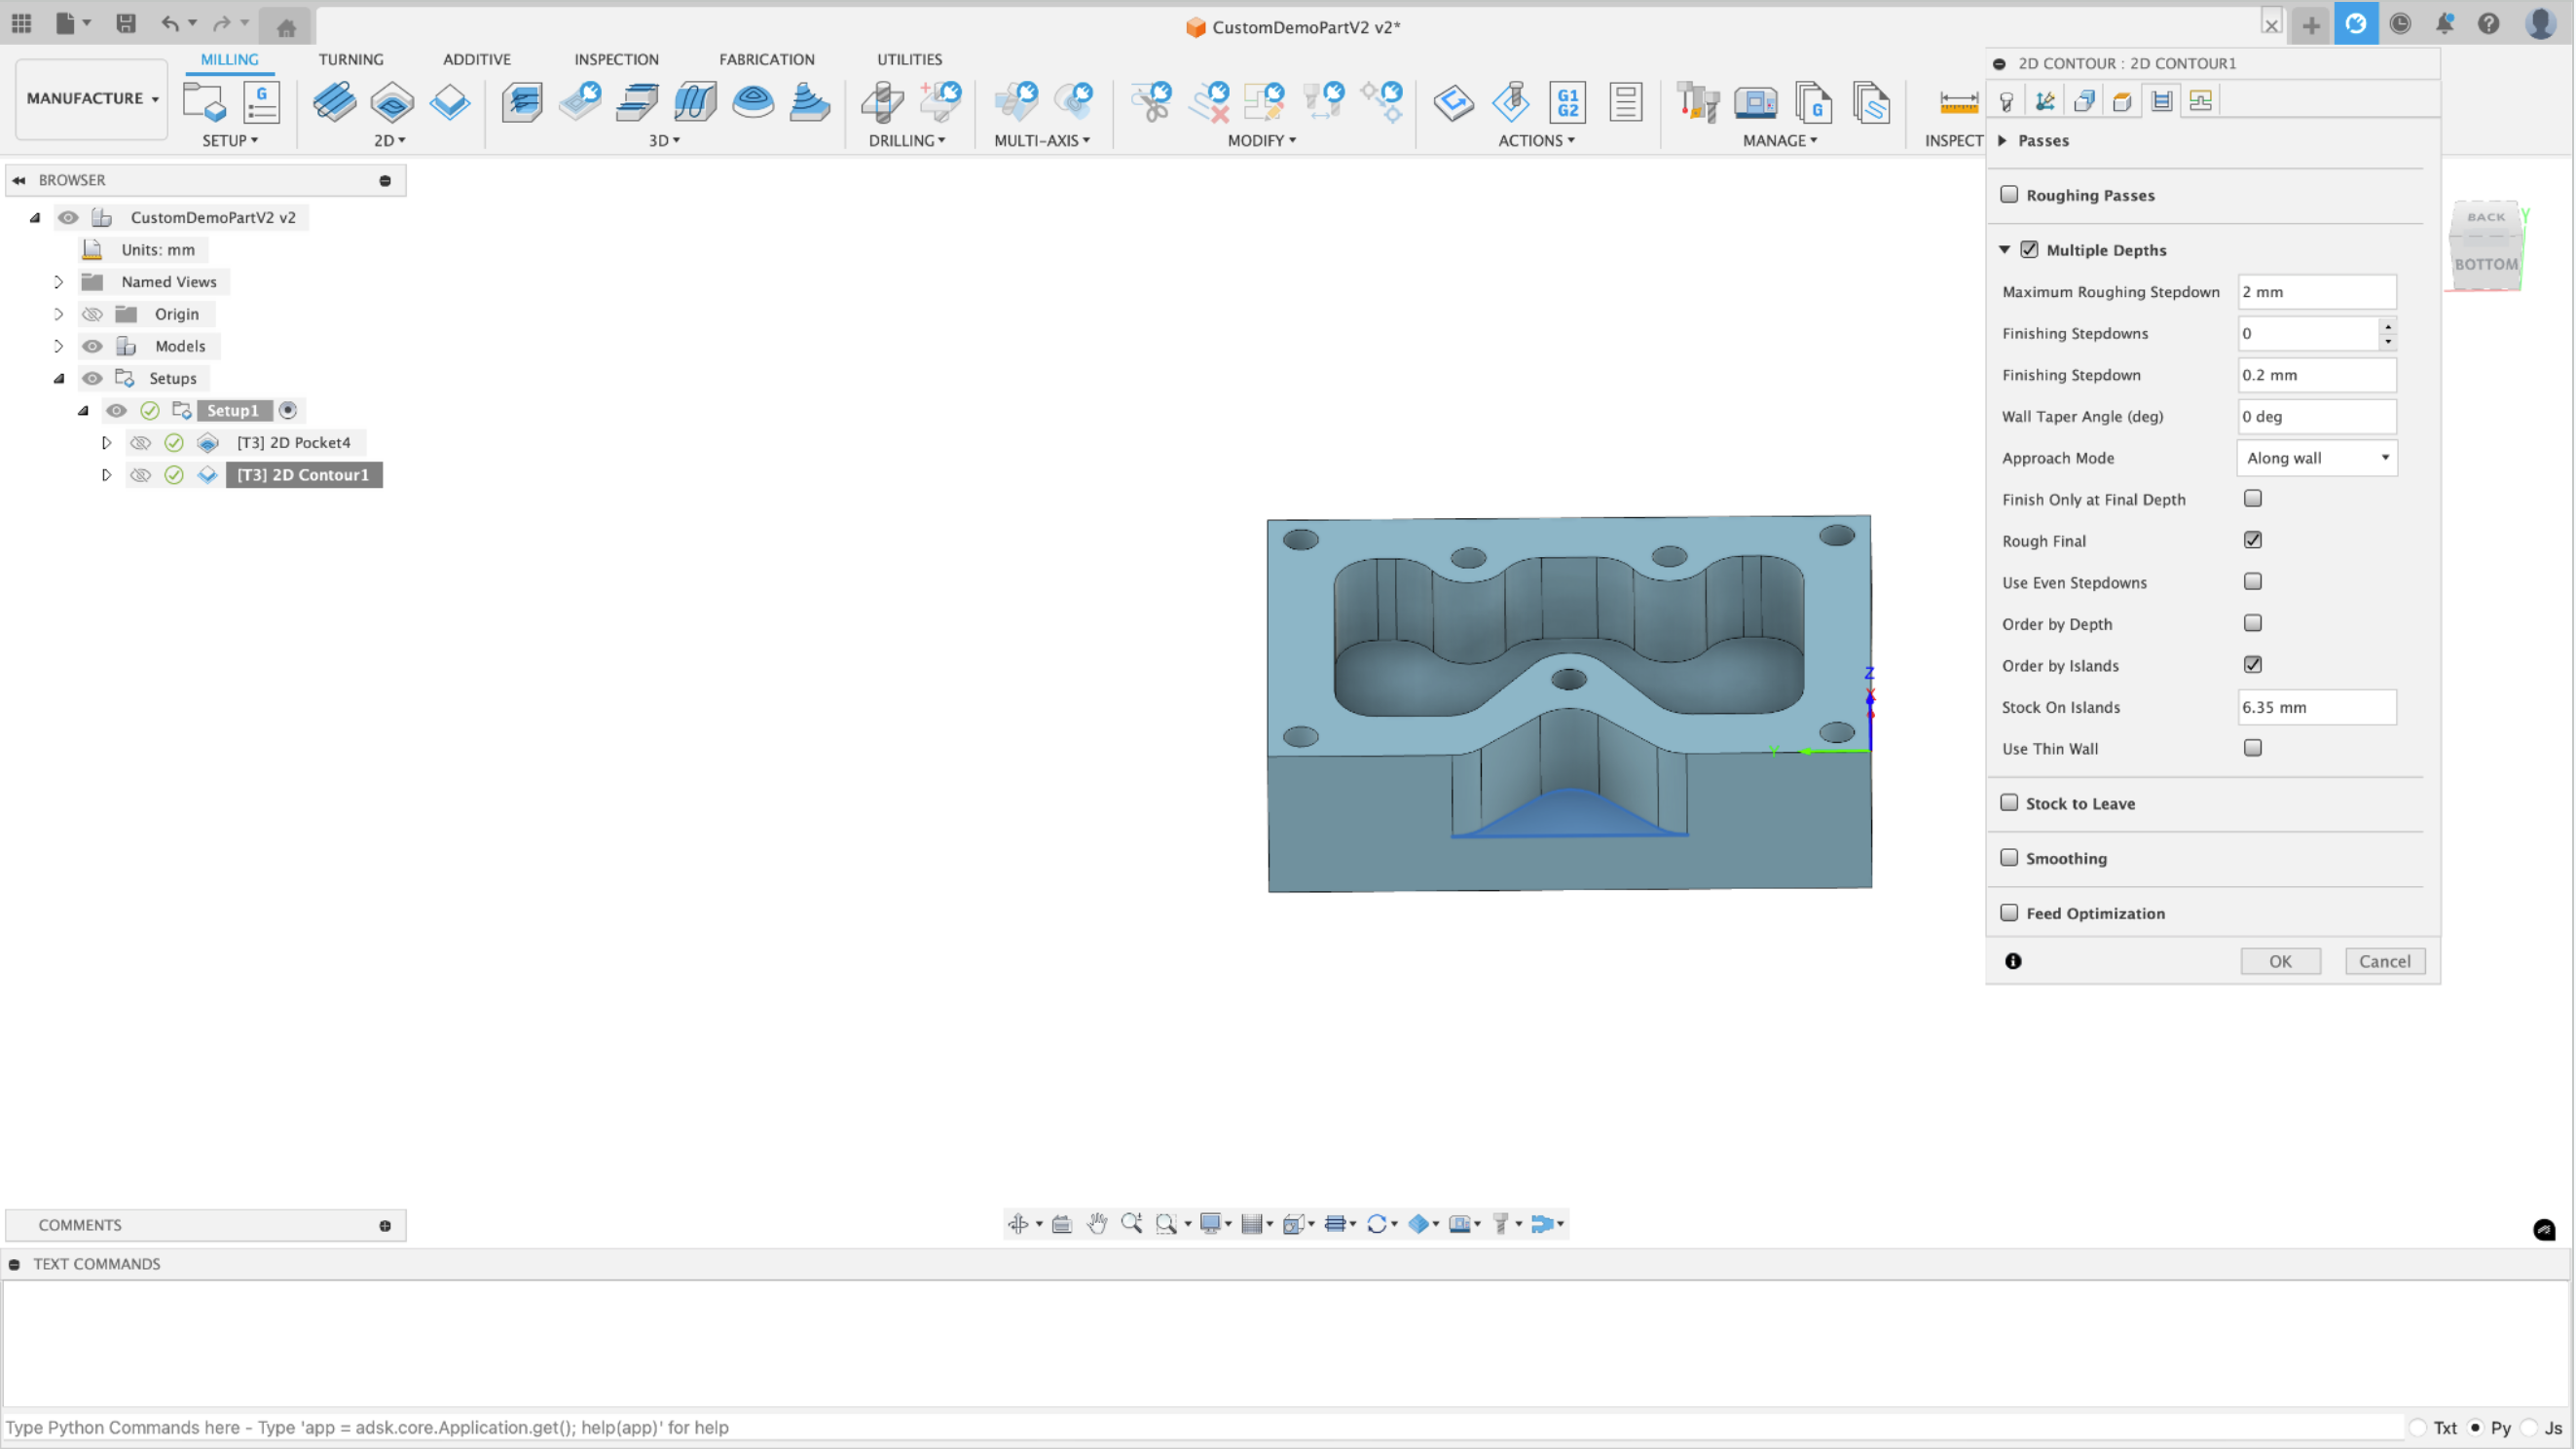 CustomDemoPartV2 v2*
MILLING TURNING ADDITIVE INSPECTION FABRICATION UTILITIES
MANUFACTURE
G
G1
G2
G
SETUP 2D 3D DRILLING MULTI-AXIS MODIFY ACTIONS MANAGE INSPECT
BROWSER
CustomDemoPartV2 v2
Units: mm
Named Views
Origin
Models
Setups
Setup1
[T3] 2D Pocket4
[T3] 2D Contour1
Z
X
Y
BACK
Y
BOTTOM
2D CONTOUR : 2D CONTOUR1
Passes
Roughing Passes
Multiple Depths
Maximum Roughing Stepdown 2 mm
Finishing Stepdowns 0
Finishing Stepdown 0.2 mm
Wall Taper Angle (deg) 0 deg
Approach Mode Along wall
Finish Only at Final Depth
Rough Final
Use Even Stepdowns
Order by Depth
Order by Islands
Stock On Islands 6.35 mm
Use Thin Wall
Stock to Leave
Smoothing
Feed Optimization
OK Cancel
COMMENTS
TEXT COMMANDS
Type Python Commands here - Type 'app = adsk.core.Application.get(); help(app)' for help
Txt Py Js